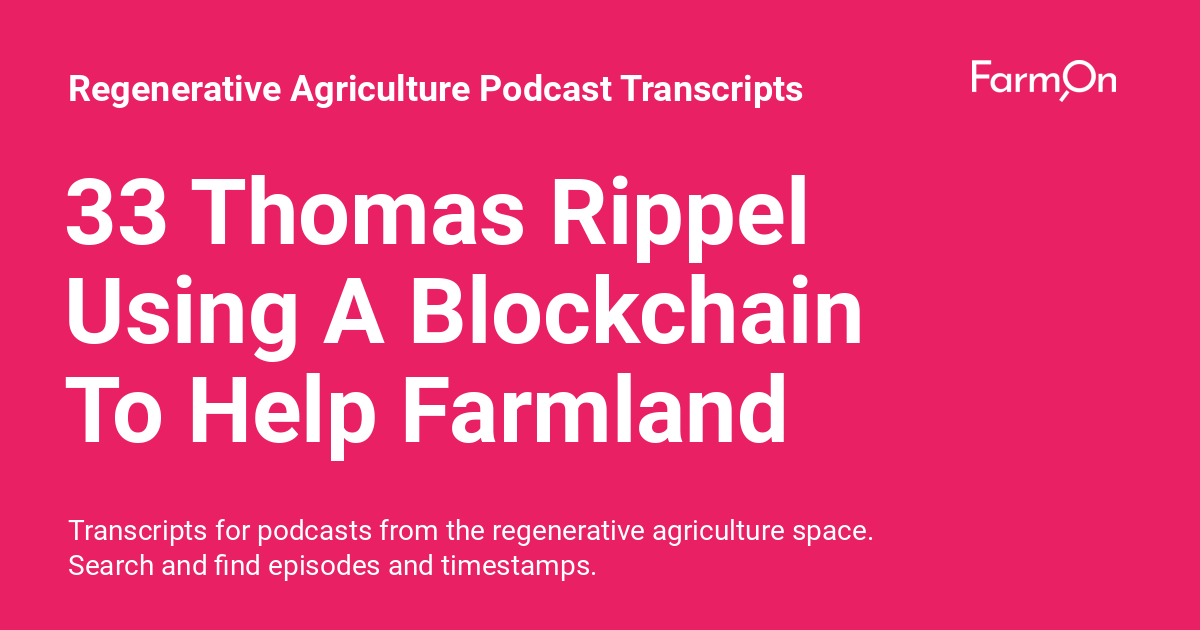 Regenerative Agriculture Podcast Transcripts
FarmOn
33 Thomas Rippel
Using A Blockchain
To Help Farmland
Transcripts for podcasts from the regenerative agriculture space.
Search and find episodes and timestamps.